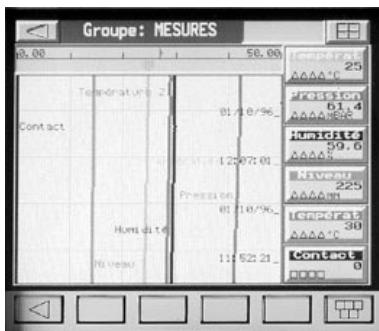 Groupe: MESURES
0.00
50.00
Températ
25
°C
Pression
61.4
MBAR
Humidité
59.6
%
Niveau
225
MM
Températ
30
°C
Contact
0
Température 2
01/10/96
Contact
12:07:01
Pression
01/10/96
Humidité
Niveau
11:52:21